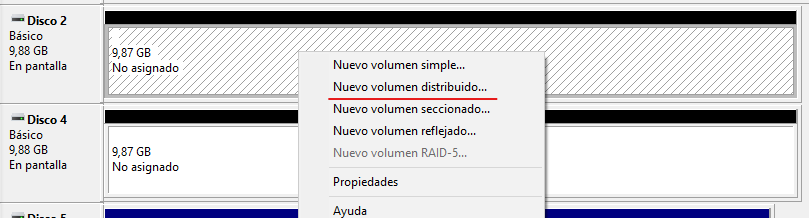 Disco 2
Básico
9,88 GB
En pantalla
9,87 GB
No asignado
Nuevo volumen simple...
Nuevo volumen distribuido...
Nuevo volumen seccionado...
Nuevo volumen reflejado...
Nuevo volumen RAID-5...
Propiedades
Ayuda
Disco 4
Básico
9,88 GB
En pantalla
9,87 GB
No asignado
Disco 5